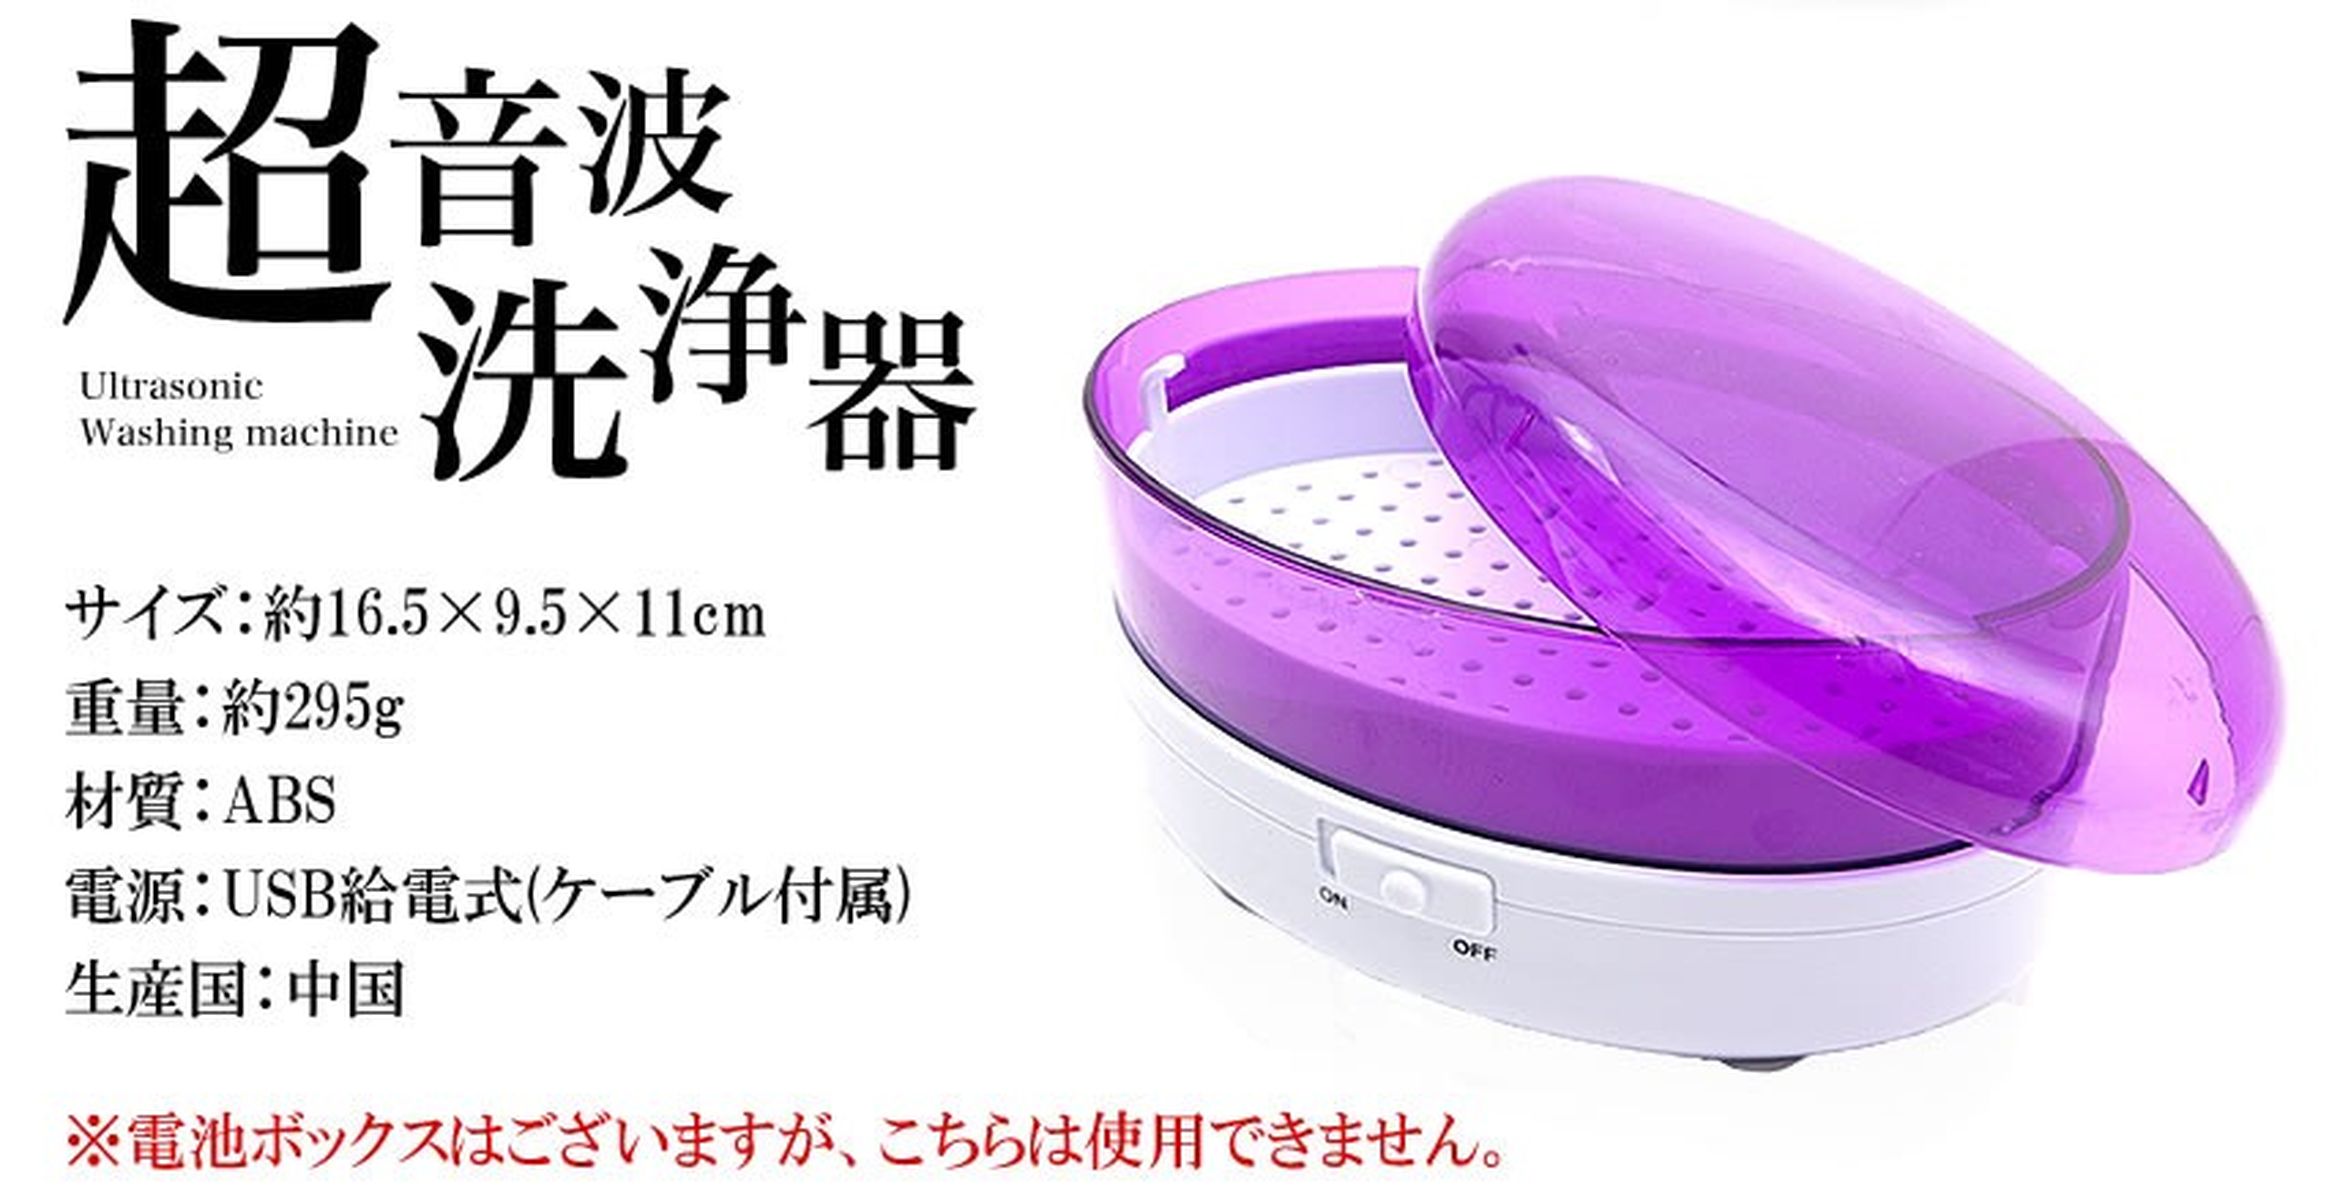 超音波
洗浄器
Ultrasonic
Washing machine
サイズ：約16.5×9.5×11cm
重量：約295g
材質：ABS
電源：USB給電式(ケーブル付属)
生産国：中国
ON
OFF
※電池ボックスはございますが、こちらは使用できません。